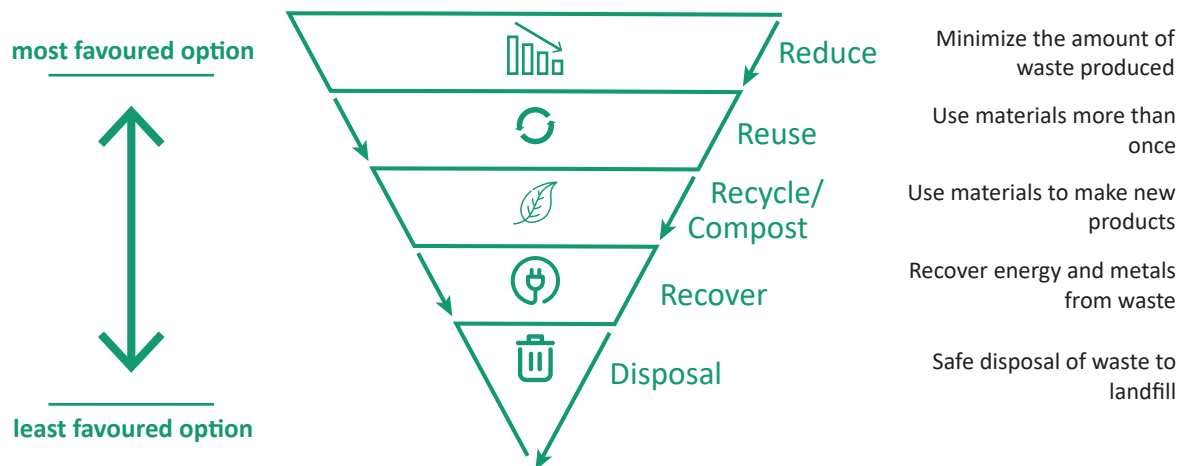 most favoured option
Reduce
Minimize the amount of
waste produced
Reuse
Use materials more than
once
Recycle/
Compost
Use materials to make new
products
Recover
Recover energy and metals
from waste
Disposal
Safe disposal of waste to
landfill
least favoured option